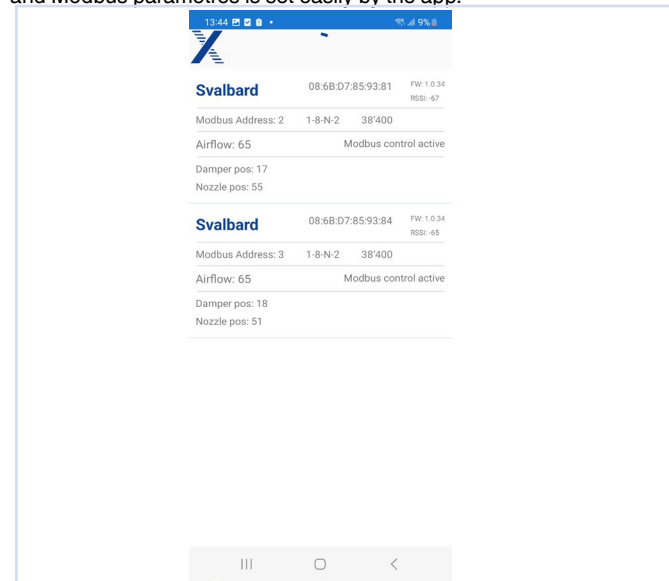 and Modbus parametros is set easily by the app.
13:44 9%
Svalbard 08:6B:D7:85:93:81 FW: 1.0.34
RSSI: -67
Modbus Address: 2 1-8-N-2 38'400
Airflow: 65 Modbus control active
Damper pos: 17
Nozzle pos: 55
Svalbard 08:6B:D7:85:93:84 FW: 1.0.34
RSSI: -65
Modbus Address: 3 1-8-N-2 38'400
Airflow: 65 Modbus control active
Damper pos: 18
Nozzle pos: 51